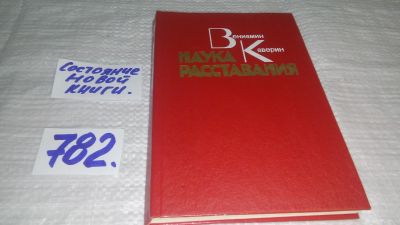 Состояние
новой
книги.
782.
Вениамин
Каверин
НАУКА
РАССТАВАНИЯ